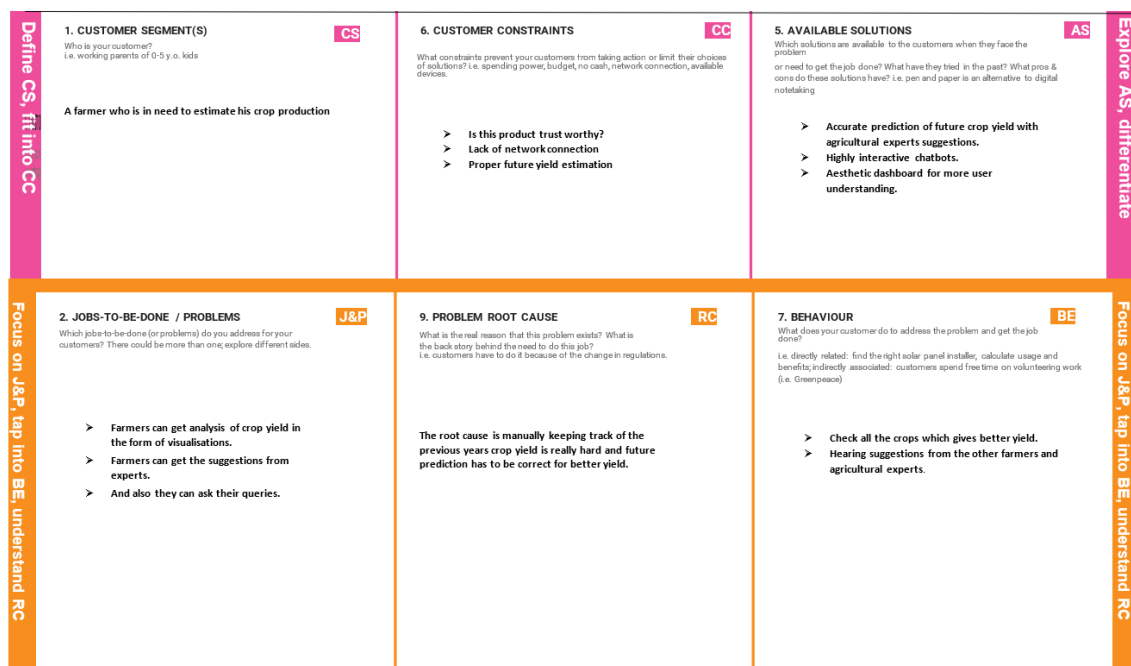 Define CS, fit into CC
1. CUSTOMER SEGMENT(S)
CS
Who is your customer?
i.e. working parents of 0-5 y.o. kids
A farmer who is in need to estimate his crop production
6. CUSTOMER CONSTRAINTS
CC
What constraints prevent your customers from taking action or limit their choices
of solutions? i.e. spending power, budget, no cash, network connection, available
devices.
➤ Is this product trust worthy?
➤ Lack of network connection
➤ Proper future yield estimation
5. AVAILABLE SOLUTIONS
AS
Which solutions are available to the customers when they face the
problem
or need to get the job done? What have they tried in the past? What pros &
cons do these solutions have? i.e. pen and paper is an alternative to digital
notetaking
➤ Accurate prediction of future crop yield with
agricultural experts suggestions.
➤ Highly interactive chatbots.
➤ Aesthetic dashboard for more user
understanding.
Explore AS, differentiate
Focus on J&P, tap into BE, understand RC
2. JOBS-TO-BE-DONE / PROBLEMS
J&P
Which jobs-to-be-done (or problems) do you address for your
customers? There could be more than one; explore different sides.
➤ Farmers can get analysis of crop yield in
the form of visualisations.
➤ Farmers can get the suggestions from
experts.
➤ And also they can ask their queries.
9. PROBLEM ROOT CAUSE
RC
What is the real reason that this problem exists? What is
the back story behind the need to do this job?
i.e. customers have to do it because of the change in regulations.
The root cause is manually keeping track of the
previous years crop yield is really hard and future
prediction has to be correct for better yield.
7. BEHAVIOUR
BE
What does your customer do to address the problem and get the job
done?
i.e. directly related: find the right solar panel installer, calculate usage and
benefits; indirectly associated: customers spend free time on volunteering work
(i.e. Greenpeace)
➤ Check all the crops which gives better yield.
➤ Hearing suggestions from the other farmers and
agricultural experts.
Focus on J&P, tap into BE, understand RC